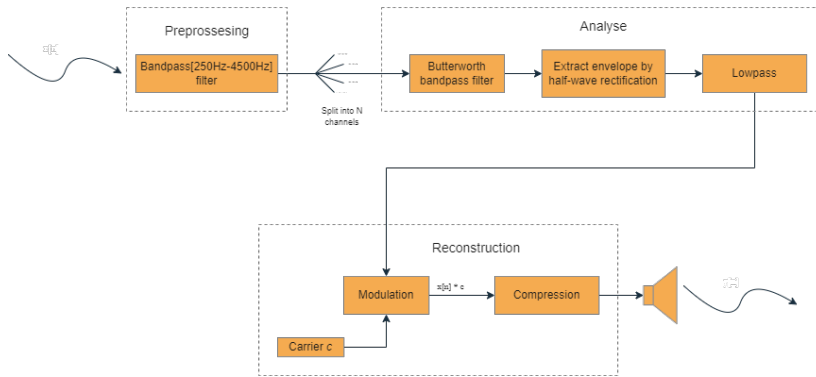 Preprossesing
Analyse
x[k]
Bandpass[250Hz-4500Hz]
filter
Split into N
channels
Butterworth
bandpass filter
Extract envelope by
half-wave rectification
Lowpass
Reconstruction
Modulation
x[n] * c
Compression
Carrier c